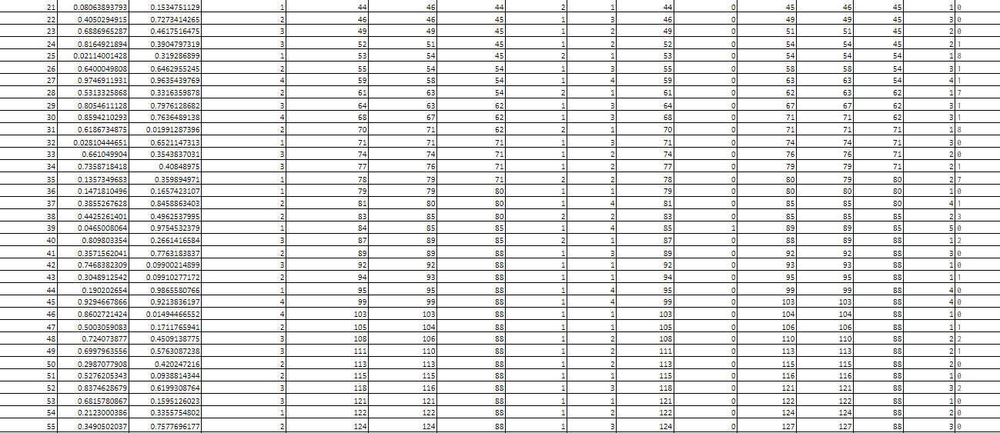 21 0.08063893793 0.1534751129 1 44 46 44 2 1 44 0 45 46 45 1 0
22 0.4050294915 0.7273414265 2 46 46 45 1 3 46 0 49 49 45 3 0
23 0.6886965287 0.4617516475 3 49 49 45 1 2 49 0 51 51 45 2 0
24 0.8164921894 0.3904797319 3 52 51 45 1 2 52 0 54 54 45 2 1
25 0.02114001428 0.319286899 1 53 54 45 2 1 53 0 54 54 54 1 8
26 0.6400049808 0.6462955245 2 55 54 54 1 3 55 0 58 58 54 3 1
27 0.9746911931 0.9635439769 4 59 58 54 1 4 59 0 63 63 54 4 1
28 0.5313325868 0.3316359878 2 61 63 54 2 1 61 0 62 63 62 1 7
29 0.8054611128 0.7976128682 3 64 63 62 1 3 64 0 67 67 62 3 1
30 0.8594210293 0.7636489138 4 68 67 62 1 3 68 0 71 71 62 3 1
31 0.6186734875 0.01991287396 2 70 71 62 2 1 70 0 71 71 71 1 8
32 0.02810444651 0.6521147313 1 71 71 71 1 3 71 0 74 74 71 3 0
33 0.661049904 0.3543837031 3 74 74 71 1 2 74 0 76 76 71 2 0
34 0.7358718418 0.40848975 3 77 76 71 1 2 77 0 79 79 71 2 1
35 0.1357349683 0.359894971 1 78 79 71 2 2 78 0 80 79 80 2 7
36 0.1471810496 0.1657423107 1 79 79 80 1 1 79 0 80 80 80 1 0
37 0.3855267628 0.8458863403 2 81 80 80 1 4 81 0 85 85 80 4 1
38 0.4425261401 0.4962537995 2 83 85 80 2 2 83 0 85 85 85 2 3
39 0.0465008064 0.9754532379 1 84 85 85 1 4 85 1 89 89 85 5 0
40 0.809803354 0.2661416584 3 87 89 85 2 1 87 0 88 89 88 1 2
41 0.3571562041 0.7763183837 2 89 89 88 1 3 89 0 92 92 88 3 0
42 0.7468382309 0.09900214899 3 92 92 88 1 1 92 0 93 93 88 1 0
43 0.3048912542 0.09910277172 2 94 93 88 1 1 94 0 95 95 88 1 1
44 0.190202654 0.9865580766 1 95 95 88 1 4 95 0 99 99 88 4 0
45 0.9294667866 0.9213836197 4 99 99 88 1 4 99 0 103 103 88 4 0
46 0.8602721424 0.01494466552 4 103 103 88 1 1 103 0 104 104 88 1 0
47 0.5003059083 0.1711765941 2 105 104 88 1 1 105 0 106 106 88 1 1
48 0.724073877 0.4509138775 3 108 106 88 1 2 108 0 110 110 88 2 2
49 0.6997963556 0.5763087238 3 111 110 88 1 2 111 0 113 113 88 2 1
50 0.2987077908 0.420247216 2 113 113 88 1 2 113 0 115 115 88 2 0
51 0.5276205343 0.0938814344 2 115 115 88 1 1 115 0 116 116 88 1 0
52 0.8374628679 0.6199308764 3 118 116 88 1 3 118 0 121 121 88 3 2
53 0.6815780867 0.1595126023 3 121 121 88 1 1 121 0 122 122 88 1 0
54 0.2123000386 0.3355754802 1 122 122 88 1 2 122 0 124 124 88 2 0
55 0.3490502037 0.7577696177 2 124 124 88 1 3 124 0 127 127 88 3 0